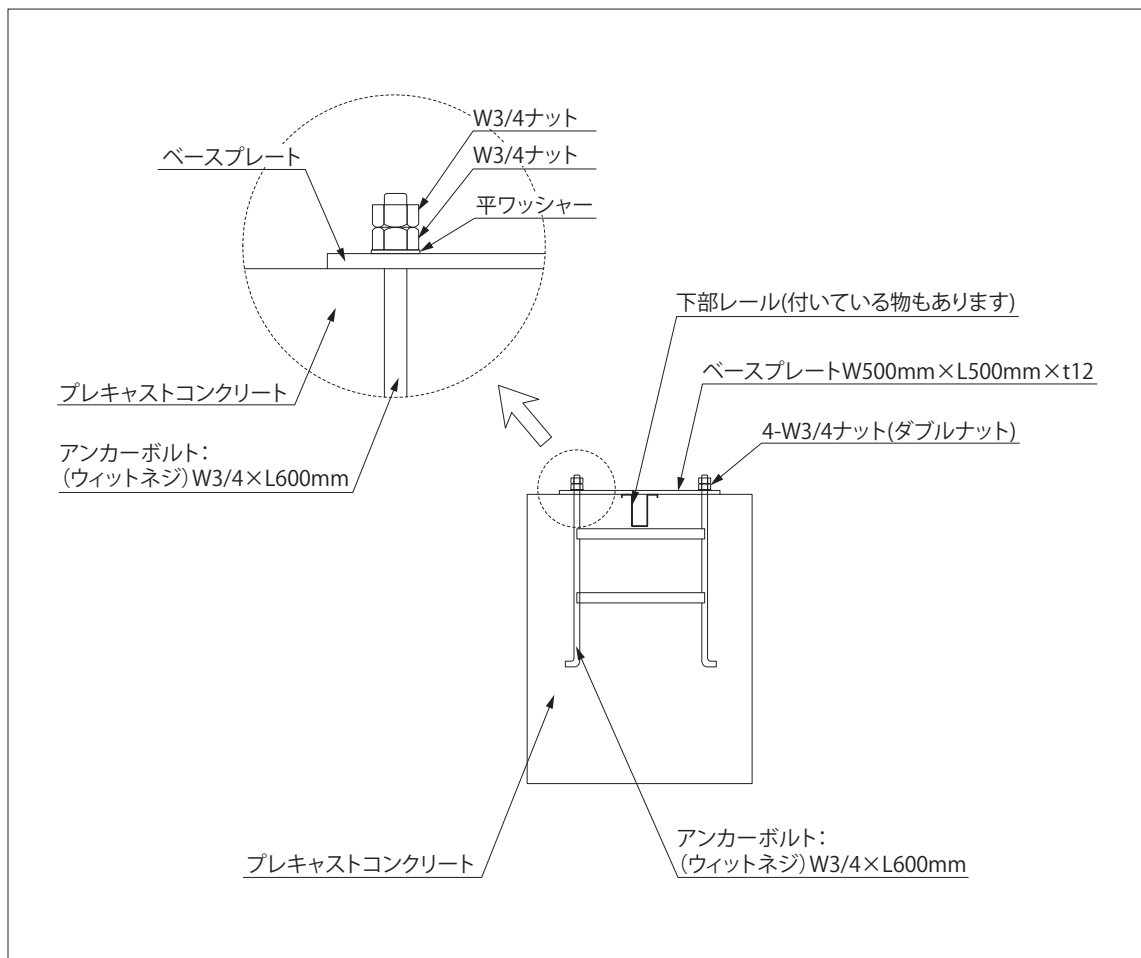 W3/4ナット
ベースプレート
W3/4ナット
平ワッシャー
下部レール(付いている物もあります)
ベースプレートW500mm×L500mm×t12
プレキャストコンクリート
4-W3/4ナット(ダブルナット)
アンカーボルト：
（ウィットネジ）W3/4×L600mm
アンカーボルト：
（ウィットネジ）W3/4×L600mm
プレキャストコンクリート